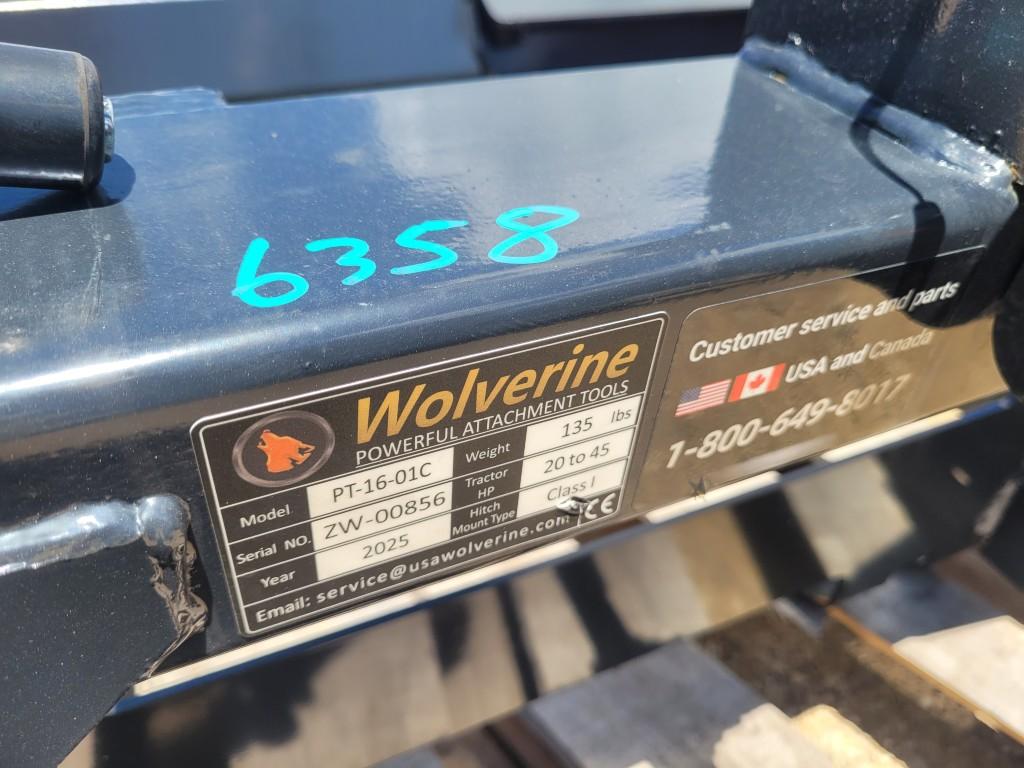 6358
Wolverine
POWERFUL ATTACHMENT TOOLS
Model PT-16-01C Weight 135 lbs
Serial NO. ZW-00856 Tractor HP 20 to 45
Year 2025 Hitch Mount Type Class I
Email: service@usawolverine.com CE
Customer service and parts
USA and Canada
1-800-649-8017